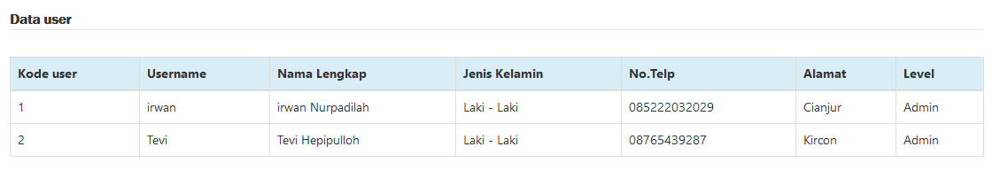 Data user
Kode user Username Nama Lengkap Jenis Kelamin No.Telp Alamat Level
1 irwan irwan Nurpadilah Laki - Laki 085222032029 Cianjur Admin
2 Tevi Tevi Hepipulloh Laki - Laki 08765439287 Kircon Admin